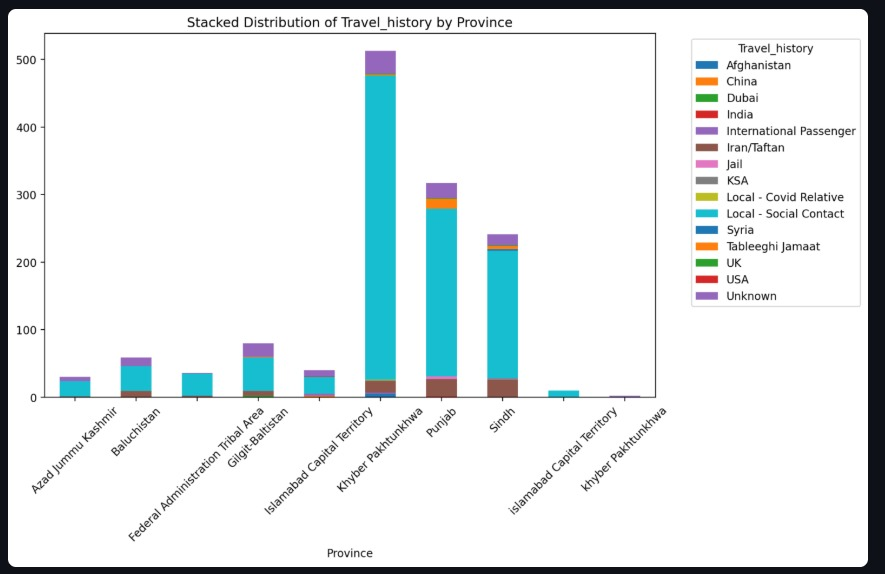 Stacked Distribution of Travel_history by Province
500
400
300
200
100
0
Azad Jummu Kashmir
Baluchistan
Federal Administration Tribal Area
Gilgit-Baltistan
Islamabad Capital Territory
Khyber Pakhtunkhwa
Punjab
Sindh
islamabad Capital Territory
khyber Pakhtunkhwa
Province
Travel_history
Afghanistan
China
Dubai
India
International Passenger
Iran/Taftan
Jail
KSA
Local - Covid Relative
Local - Social Contact
Syria
Tableeghi Jamaat
UK
USA
Unknown